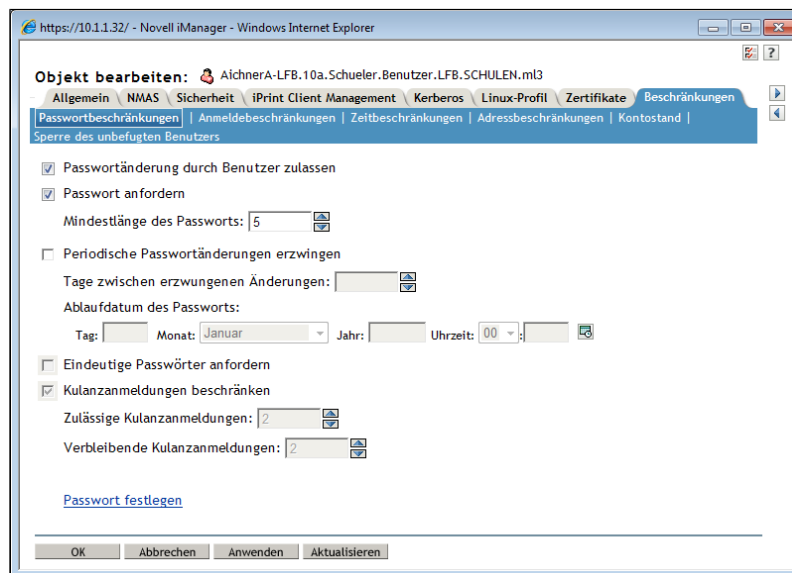 https://10.1.1.32/ - Novell iManager - Windows Internet Explorer
?
Objekt bearbeiten: AichnerA-LFB.10a.Schueler.Benutzer.LFB.SCHULEN.ml3
Allgemein NMAS Sicherheit iPrint Client Management Kerberos Linux-Profil Zertifikate Beschränkungen
Passwortbeschränkungen | Anmeldebeschränkungen | Zeitbeschränkungen | Adressbeschränkungen | Kontostand |
Sperre des unbefugten Benutzers
Passwortänderung durch Benutzer zulassen
Passwort anfordern
Mindestlänge des Passworts: 5
Periodische Passwortänderungen erzwingen
Tage zwischen erzwungenen Änderungen:
Ablaufdatum des Passworts:
Tag: Monat: Januar Jahr: Uhrzeit: 00 :
Eindeutige Passwörter anfordern
Kulanzanmeldungen beschränken
Zulässige Kulanzanmeldungen: 2
Verbleibende Kulanzanmeldungen: 2
Passwort festlegen
OK Abbrechen Anwenden Aktualisieren